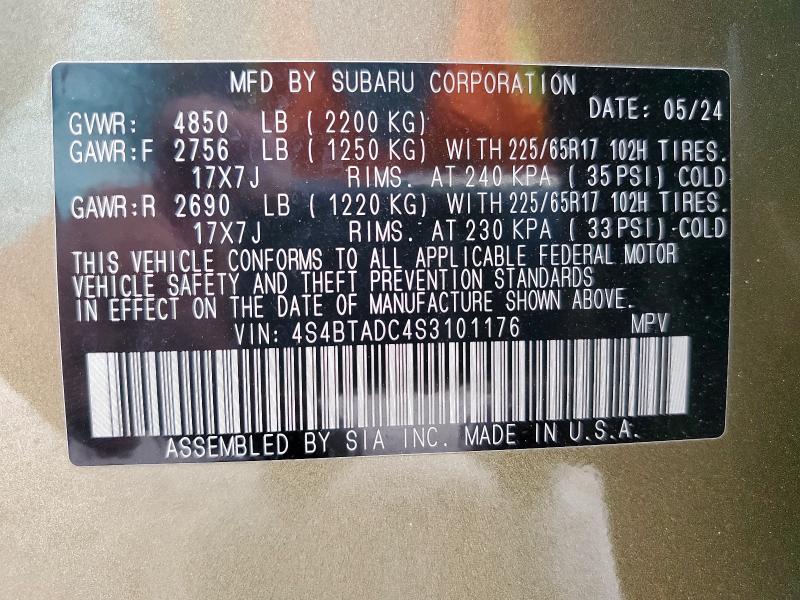 MFD BY SUBARU CORPORATION
DATE: 05/24
GVWR: 4850 LB ( 2200 KG)
GAWR:F 2756 LB ( 1250 KG) WITH 225/65R17 102H TIRES.
17X7J RIMS. AT 240 KPA ( 35 PSI) COLD
GAWR:R 2690 LB ( 1220 KG) WITH 225/65R17 102H TIRES.
17X7J RIMS. AT 230 KPA ( 33 PSI) COLD
THIS VEHICLE CONFORMS TO ALL APPLICABLE FEDERAL MOTOR
VEHICLE SAFETY AND THEFT PREVENTION STANDARDS
IN EFFECT ON THE DATE OF MANUFACTURE SHOWN ABOVE.
VIN: 4S4BTADC4S3101176 MPV
ASSEMBLED BY SIA INC. MADE IN U.S.A.